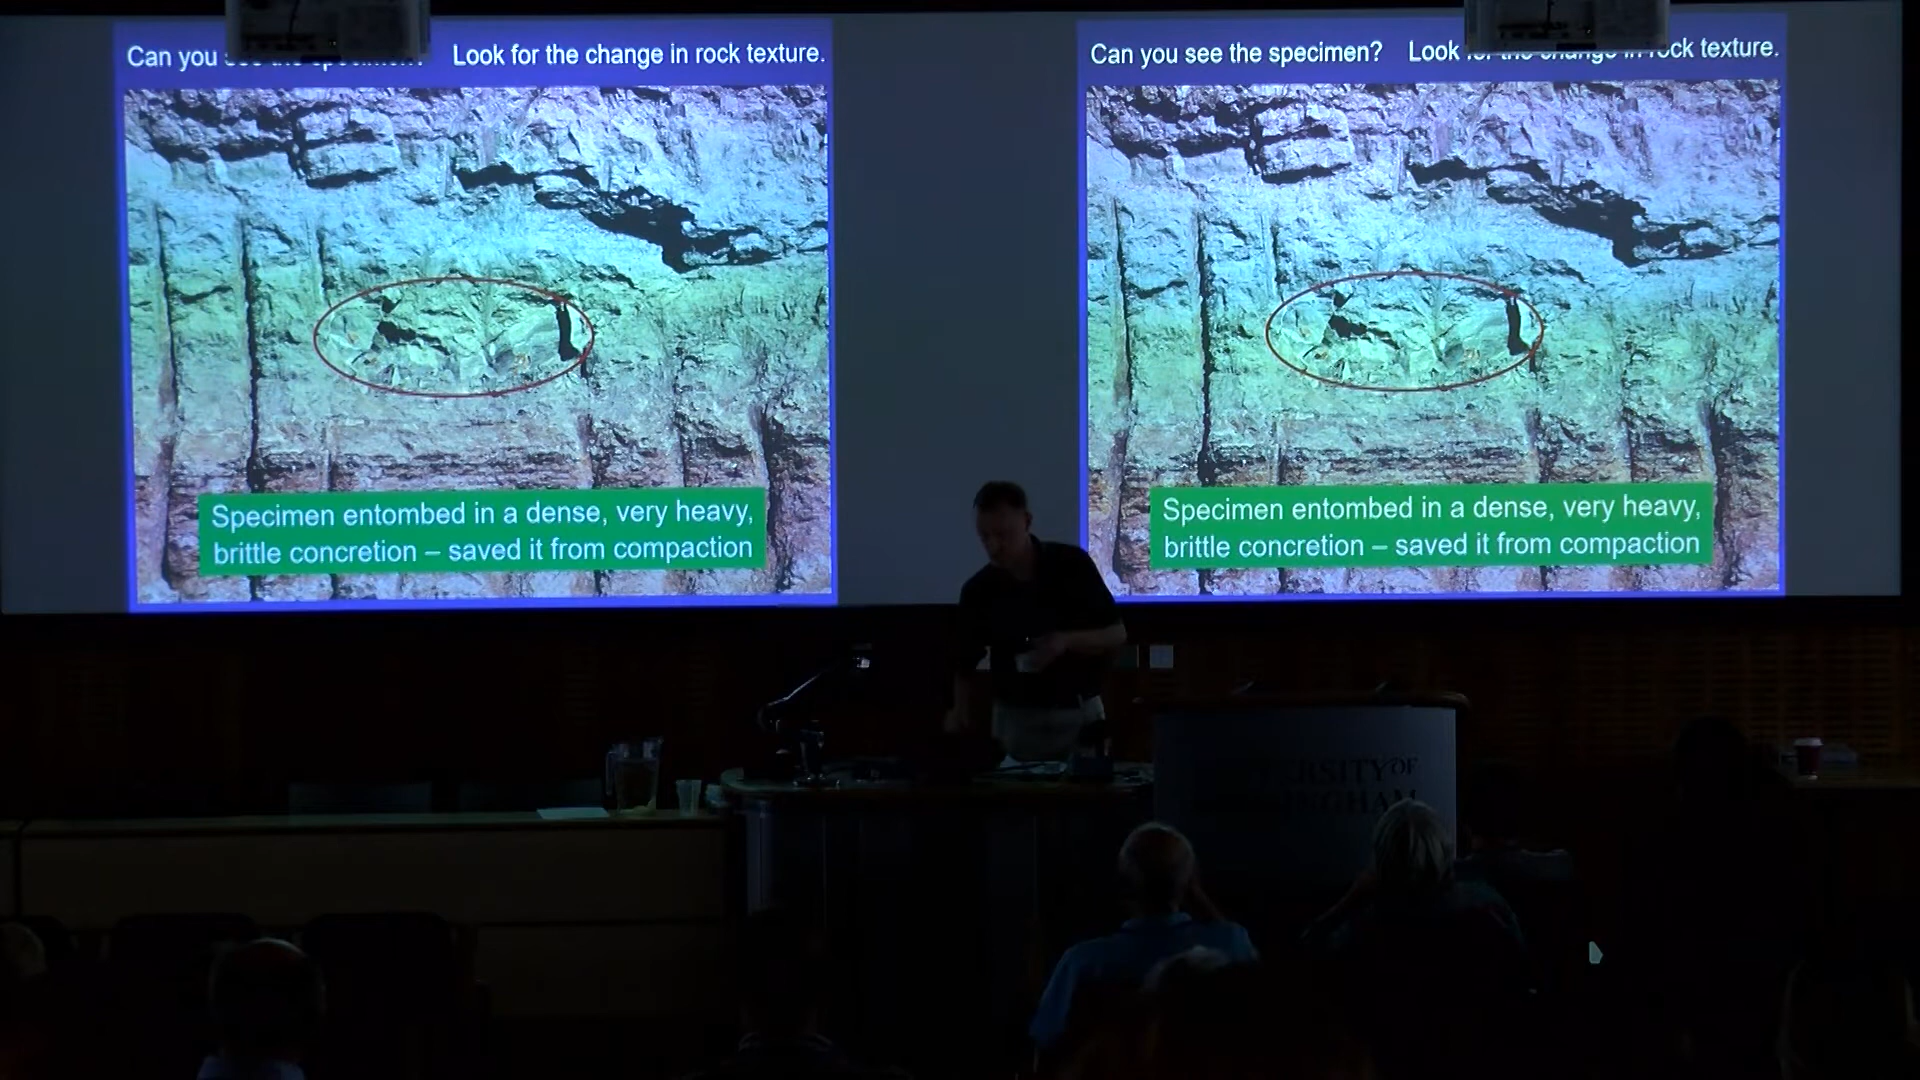 Can you Look for the change in rock texture.
Specimen entombed in a dense, very heavy,
brittle concretion – saved it from compaction
Can you see the specimen? Look rock texture.
Specimen entombed in a dense, very heavy,
brittle concretion – saved it from compaction